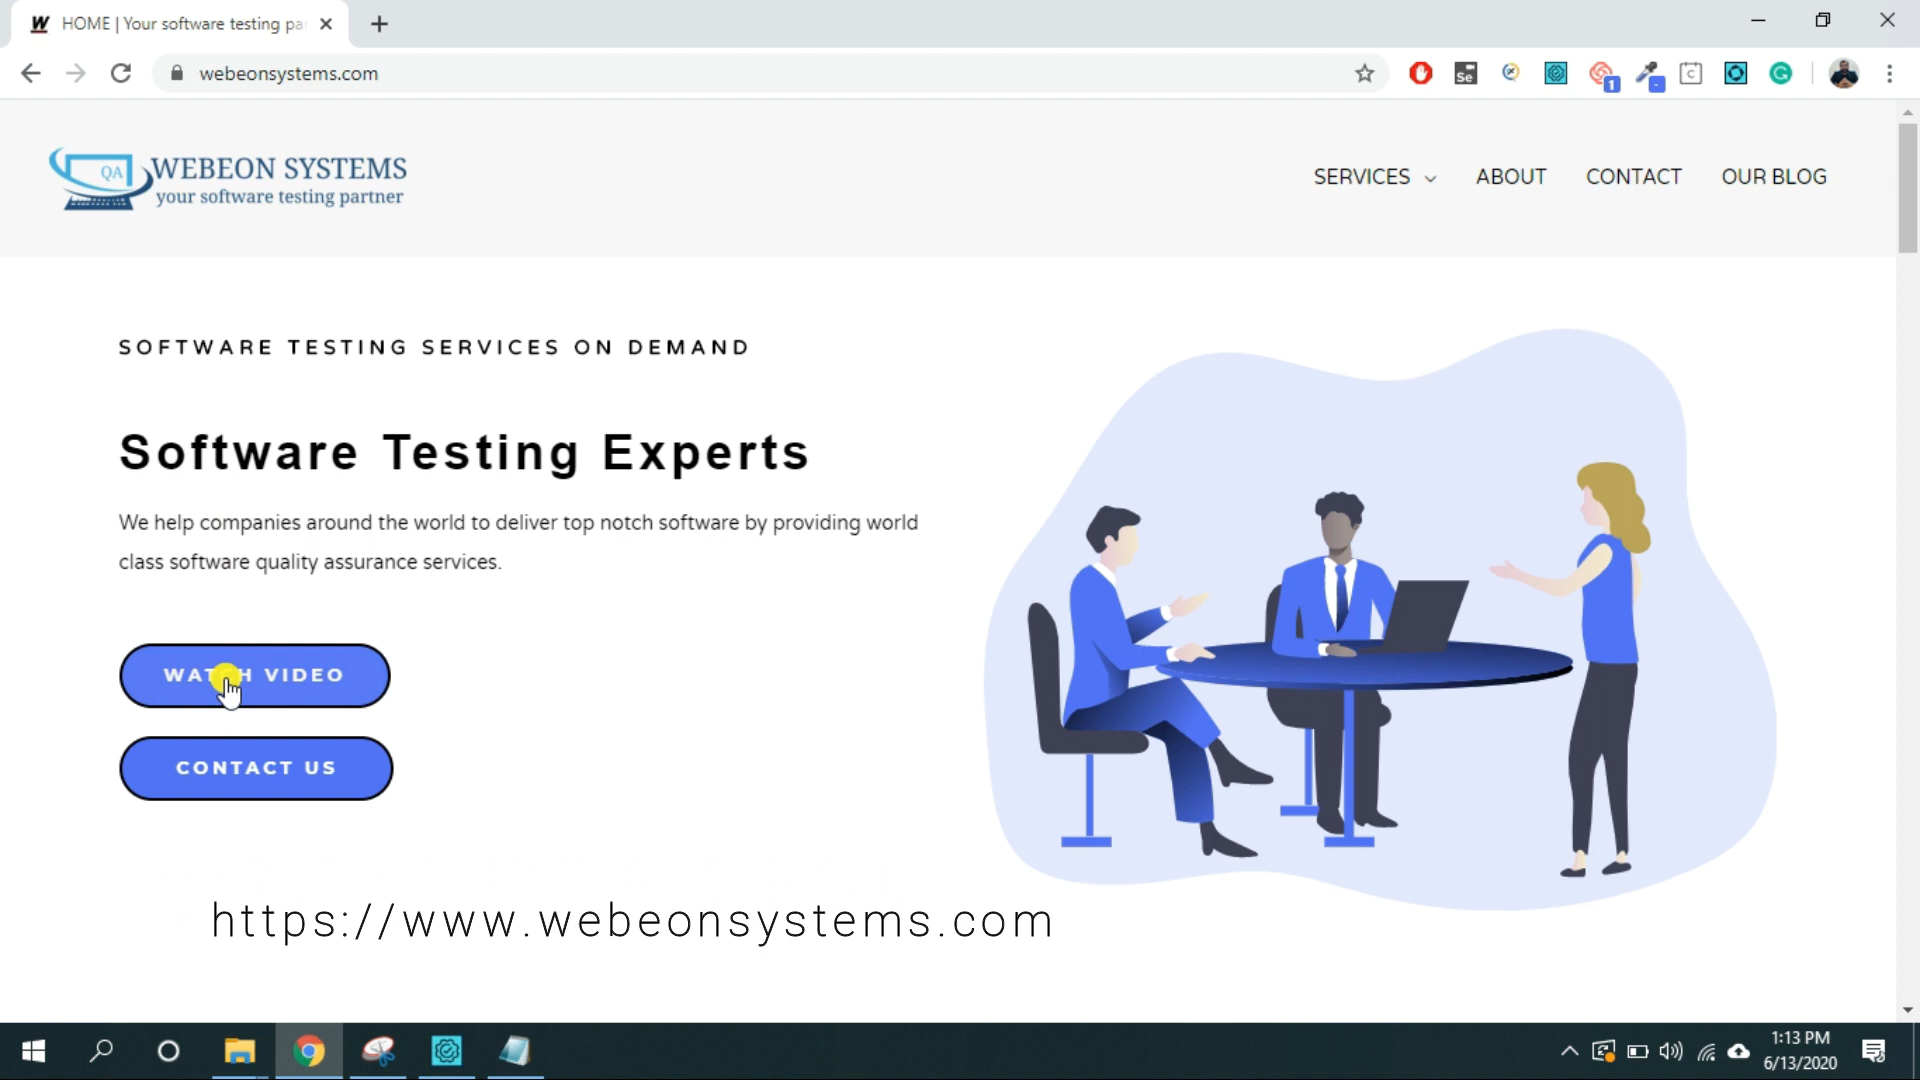 HOME | Your software testing pa
webeonsystems.com
Se
1
C
G
QA
WEBEON SYSTEMS
your software testing partner
SERVICES
ABOUT
CONTACT
OUR BLOG
SOFTWARE TESTING SERVICES ON DEMAND
Software Testing Experts
We help companies around the world to deliver top notch software by providing world
class software quality assurance services.
WATCH VIDEO
CONTACT US
https://www.webeonsystems.com
1:13 PM
6/13/2020